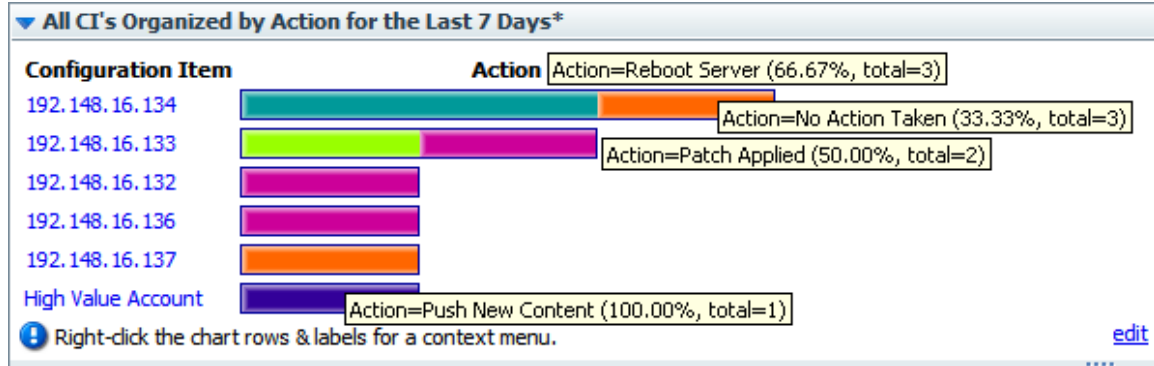 All CI's Organized by Action for the Last 7 Days*
Configuration Item Action Action=Reboot Server (66.67%, total=3)
192.148.16.134
Action=No Action Taken (33.33%, total=3)
192.148.16.133
Action=Patch Applied (50.00%, total=2)
192.148.16.132
192.148.16.136
192.148.16.137
High Value Account
Action=Push New Content (100.00%, total=1)
Right-click the chart rows & labels for a context menu. edit